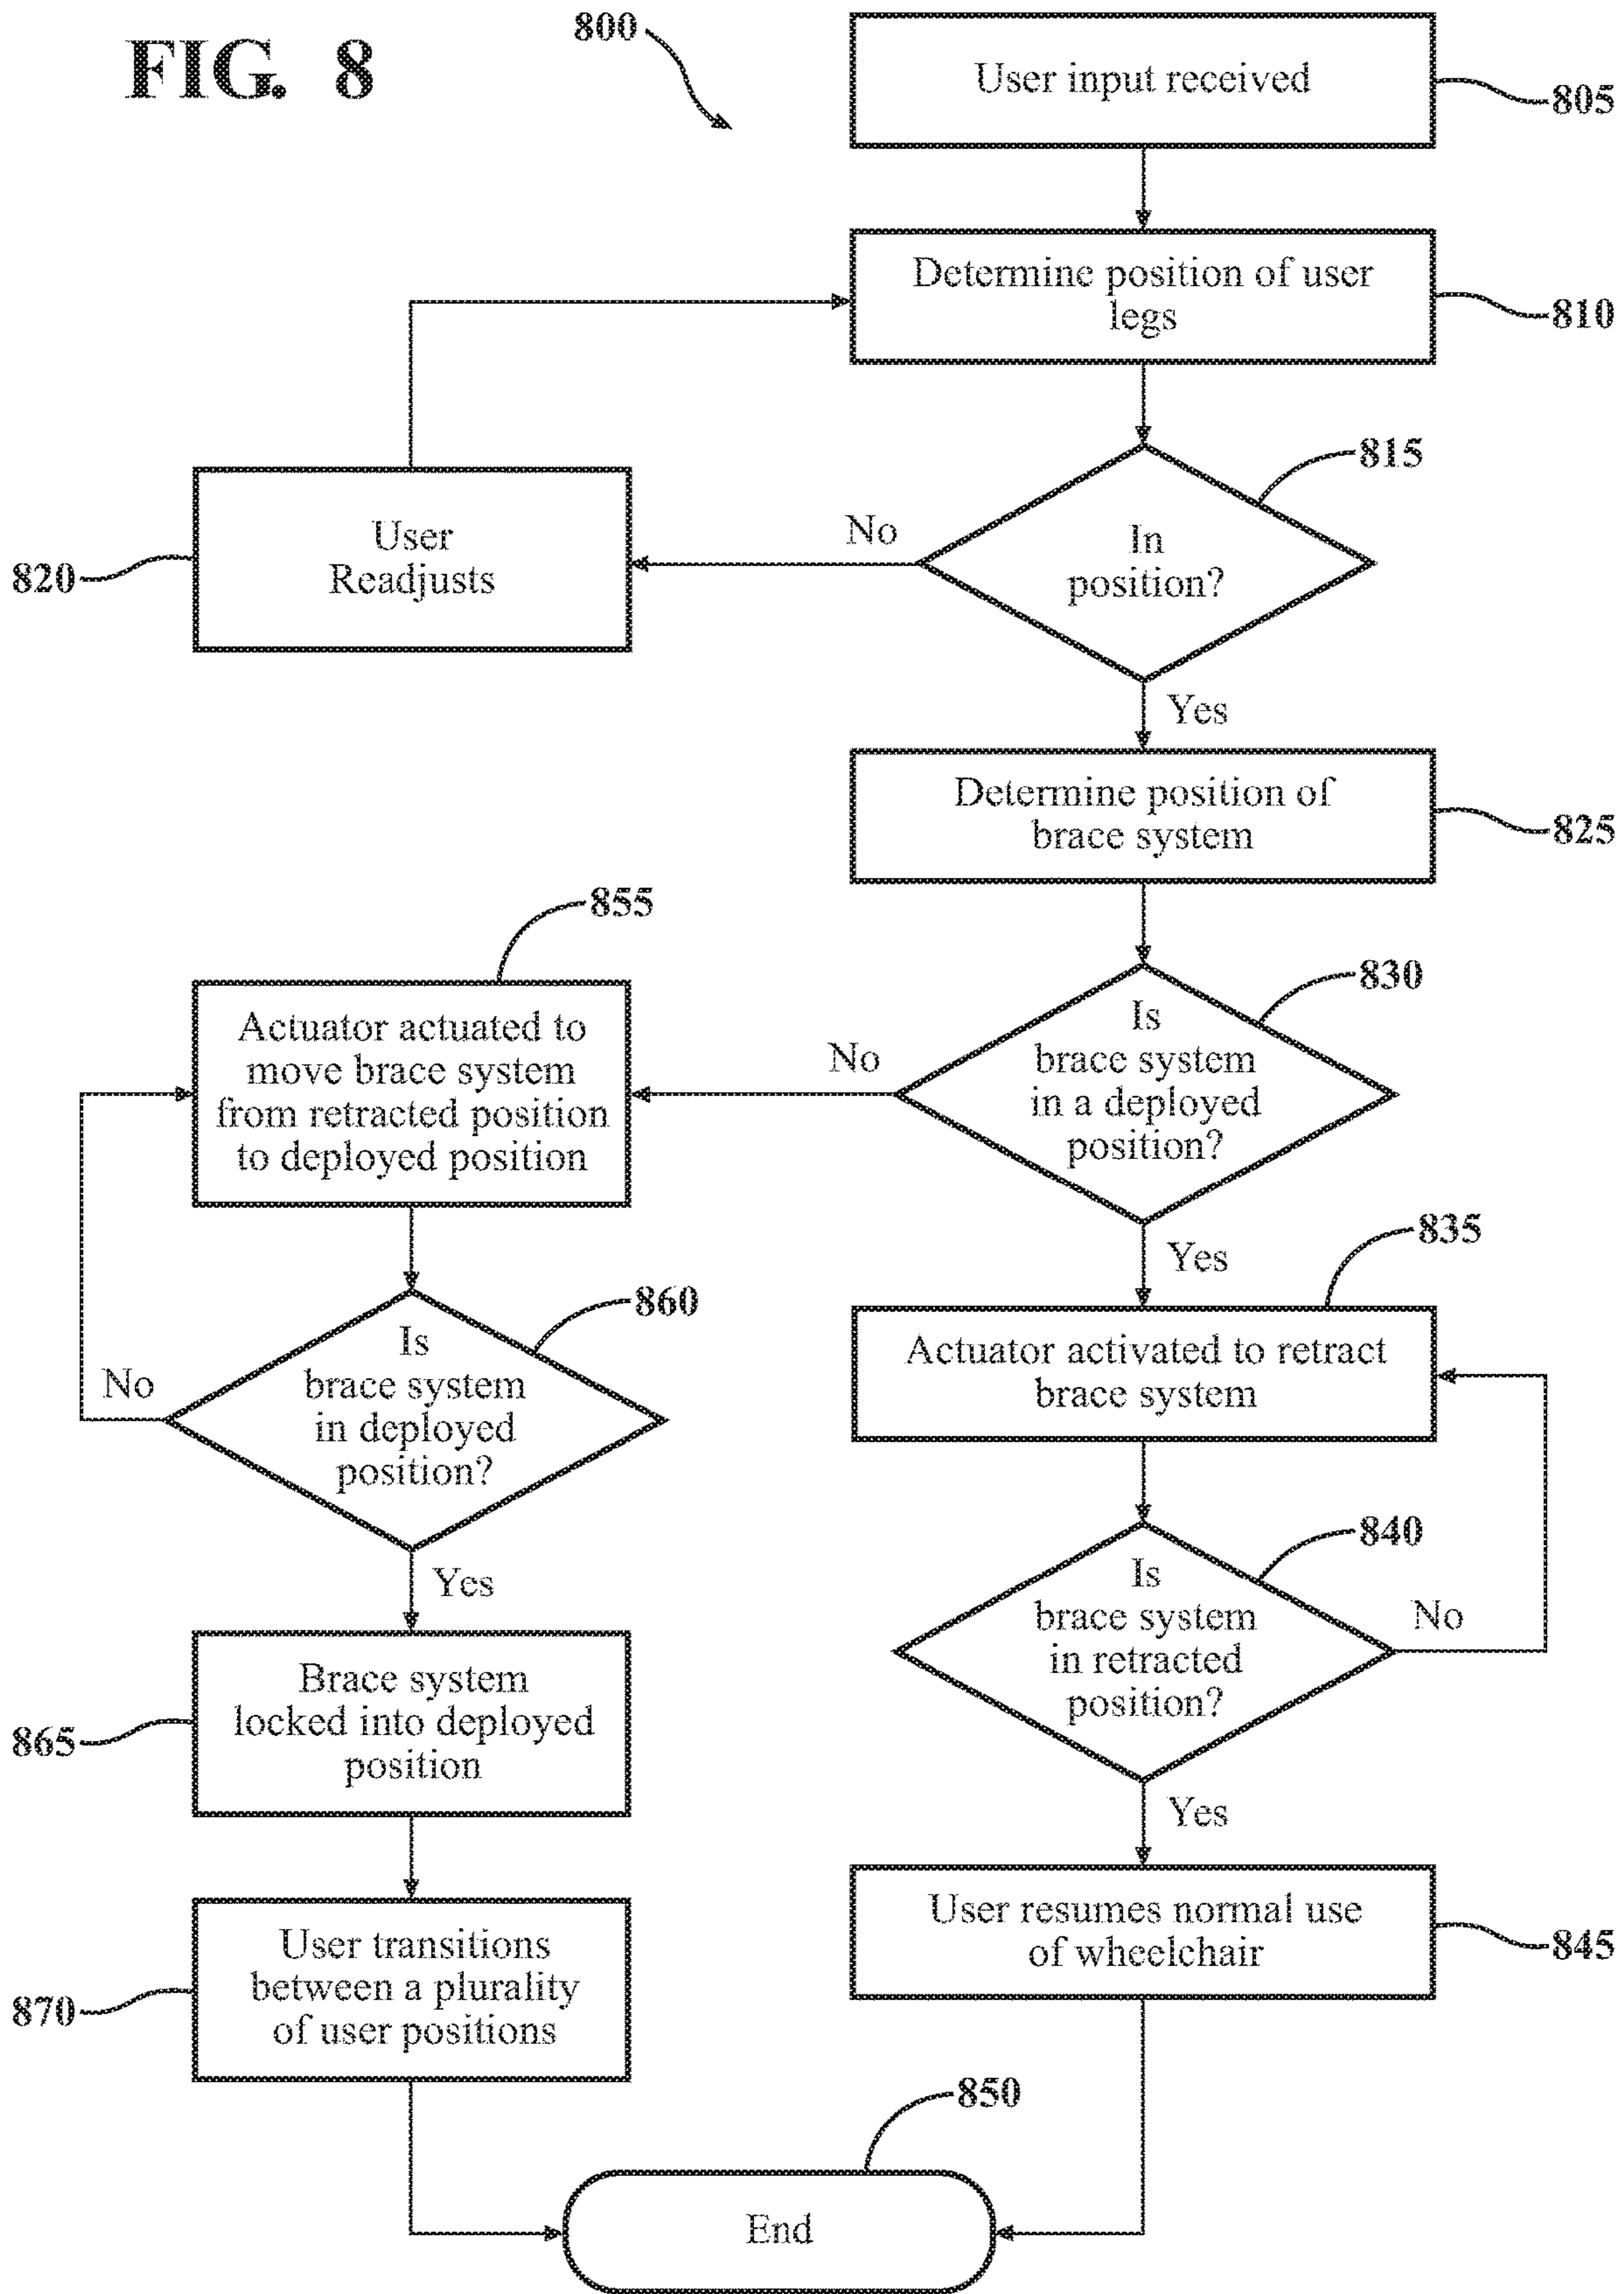 FIG. 8
800
User input received
805
Determine position of user
legs
810
In
position?
815
No
User
Readjusts
820
Yes
Determine position of
brace system
825
Is
brace system
in a deployed
position?
830
No
855
Actuator actuated to
move brace system
from retracted position
to deployed position
Yes
835
Actuator activated to retract
brace system
Is
brace system
in deployed
position?
860
No
Yes
Is
brace system
in retracted
position?
840
No
Brace system
locked into deployed
position
865
Yes
User resumes normal use
of wheelchair
845
User transitions
between a plurality
of user positions
870
850
End